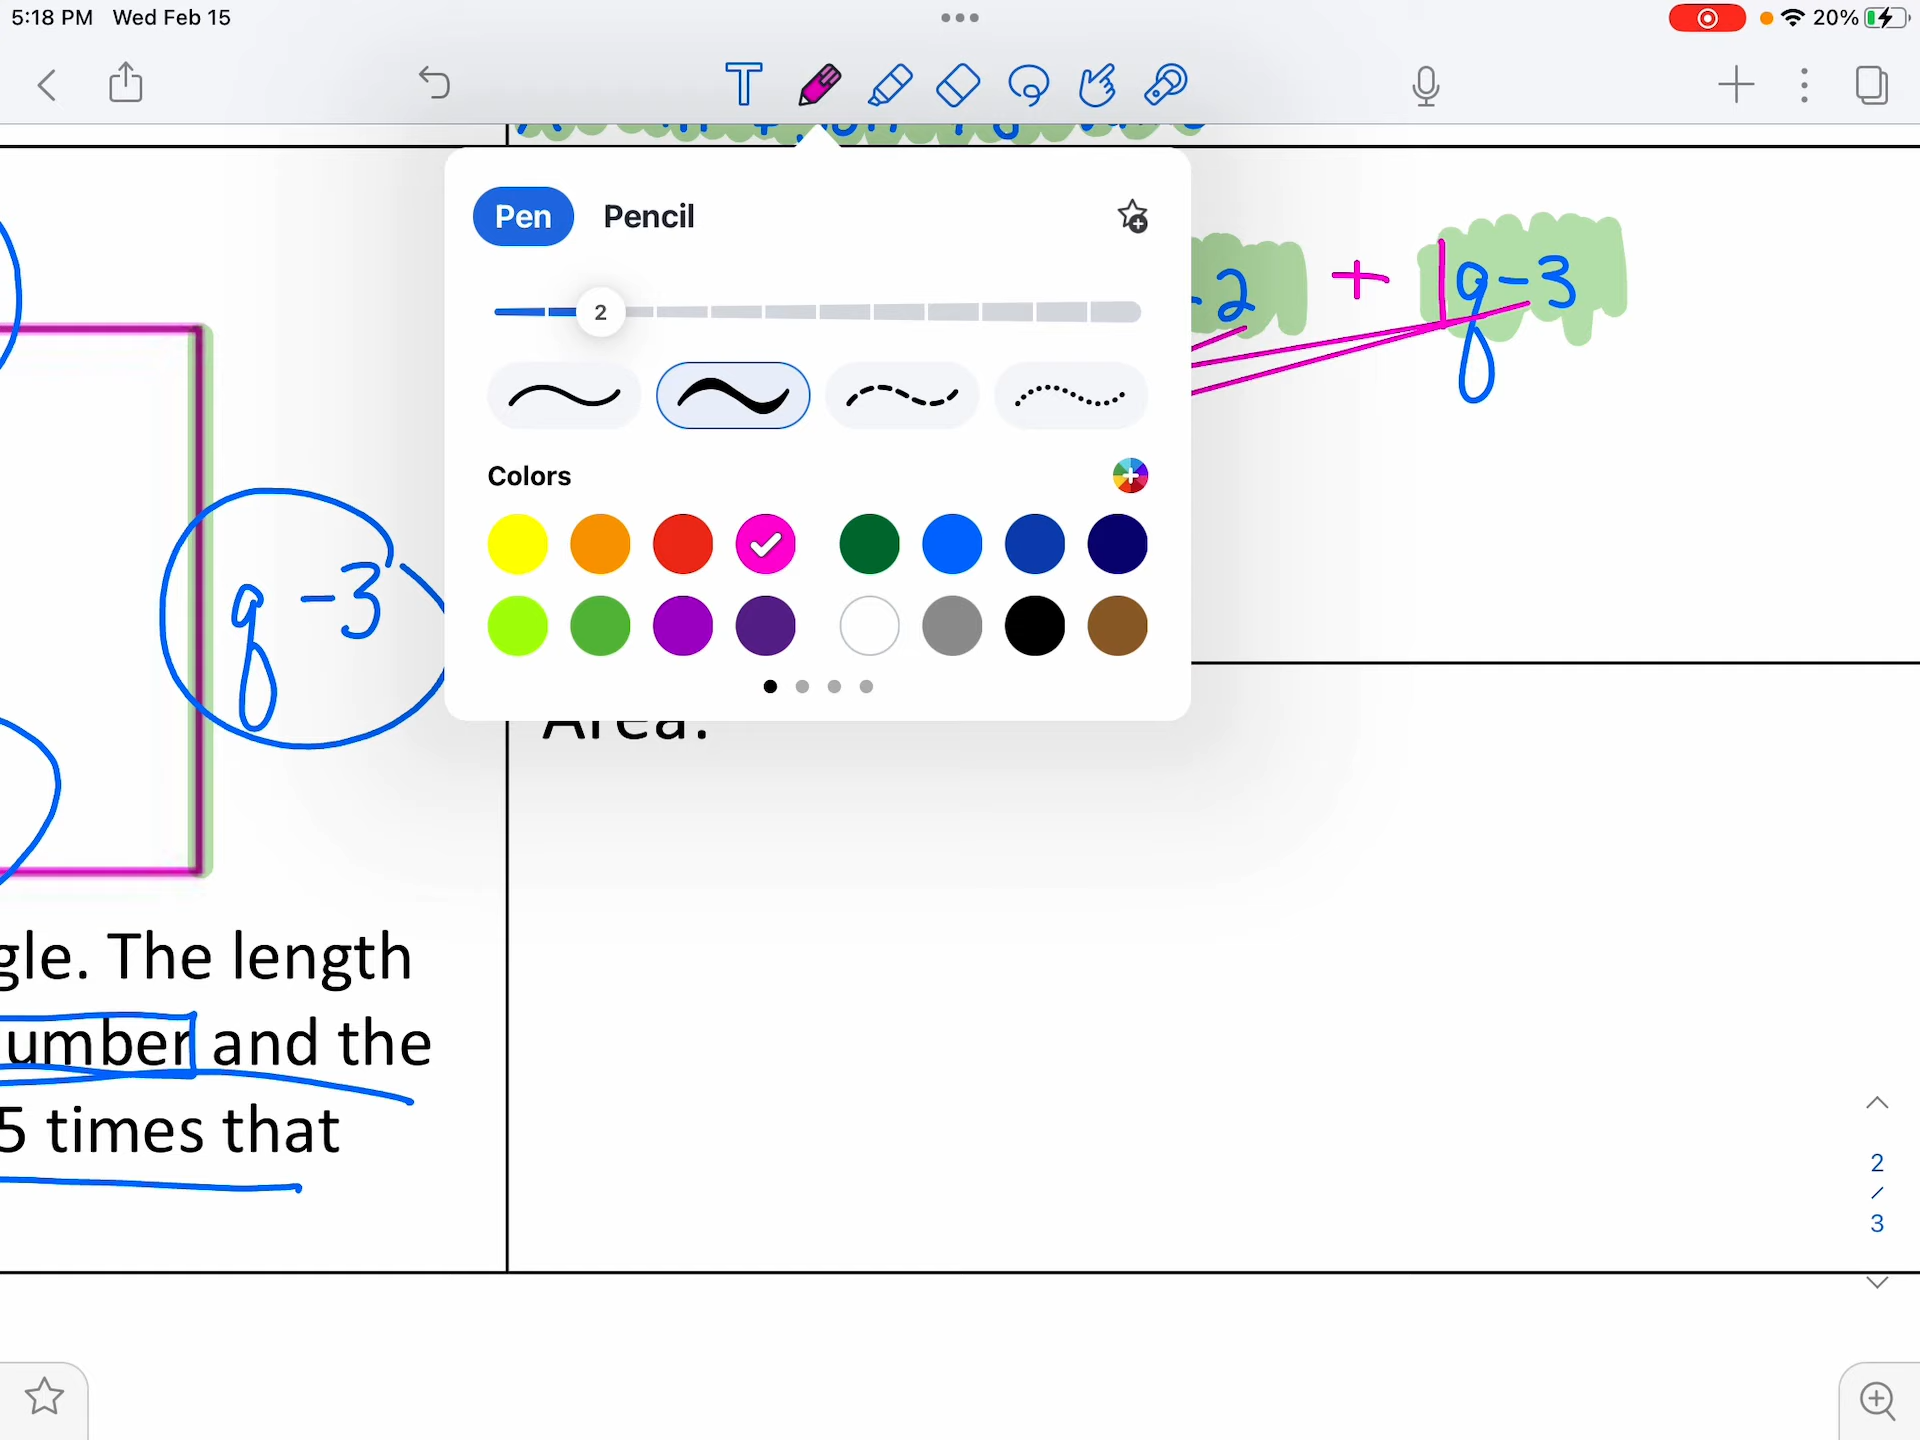 5:18 PM Wed Feb 15
20%
T
Pen Pencil
2
Colors
-2 + 1g-3
g-3
Area:
gle. The length
umber and the
5 times that
2
/
3